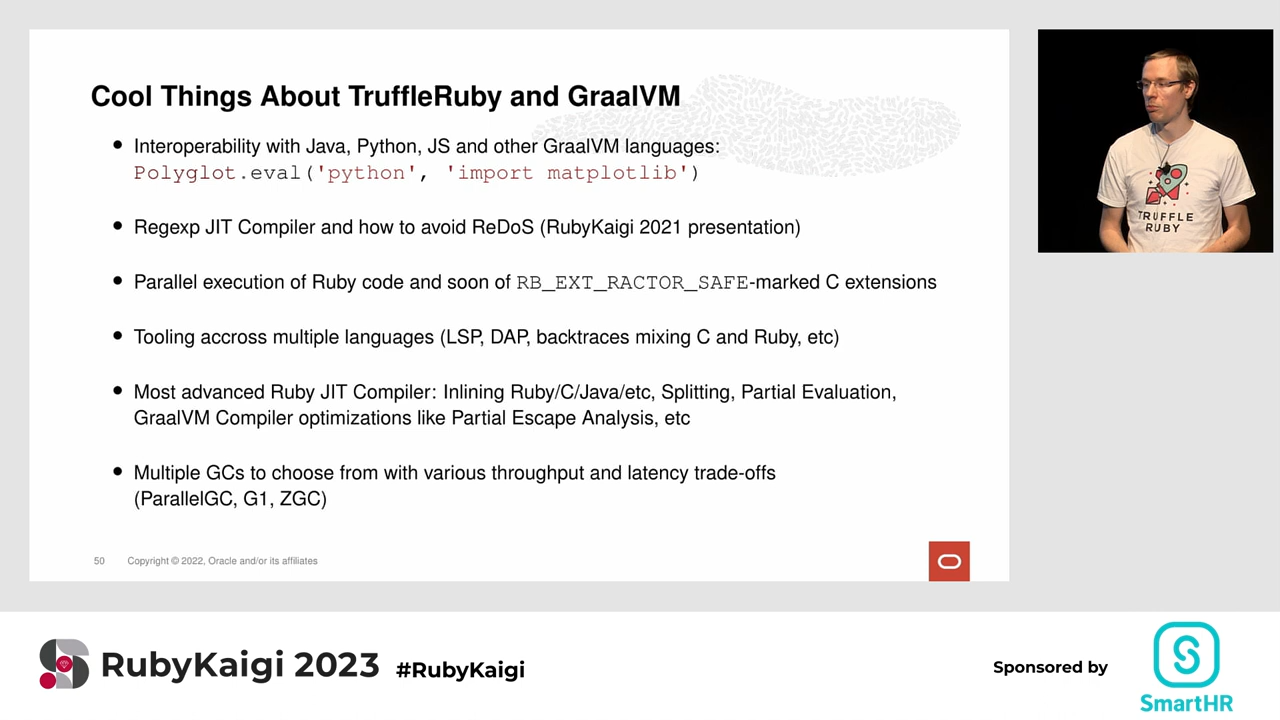 Cool Things About TruffleRuby and GraalVM
• Interoperability with Java, Python, JS and other GraalVM languages:
Polyglot.eval('python', 'import matplotlib')
• Regexp JIT Compiler and how to avoid ReDoS (RubyKaigi 2021 presentation)
• Parallel execution of Ruby code and soon of RB_EXT_RACTOR_SAFE-marked C extensions
• Tooling accross multiple languages (LSP, DAP, backtraces mixing C and Ruby, etc)
• Most advanced Ruby JIT Compiler: Inlining Ruby/C/Java/etc, Splitting, Partial Evaluation,
GraalVM Compiler optimizations like Partial Escape Analysis, etc
• Multiple GCs to choose from with various throughput and latency trade-offs
(ParallelGC, G1, ZGC)
50 Copyright © 2022, Oracle and/or its affiliates
TRUFFLE
RUBY
RubyKaigi 2023 #RubyKaigi
Sponsored by
SmartHR